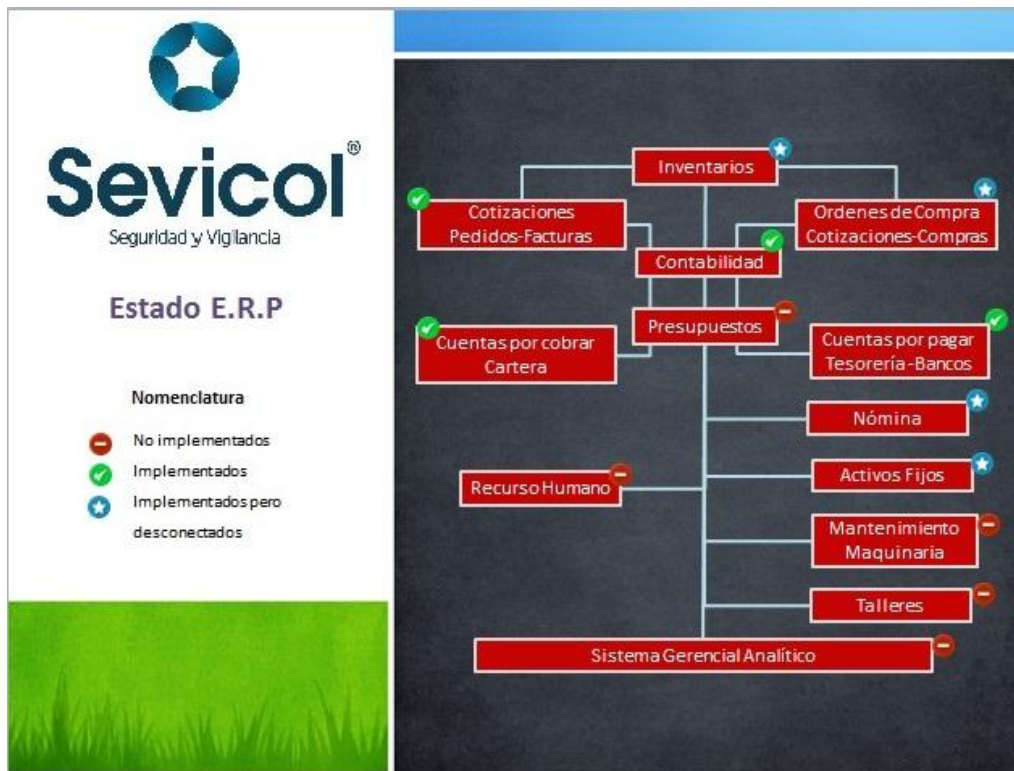 Sevicol®
Seguridad y Vigilancia
Estado E.R.P
Nomenclatura
No implementados
Implementados
Implementados pero
desconectados
Inventarios
Cotizaciones
Pedidos-Facturas
Ordenes de Compra
Cotizaciones-Compras
Contabilidad
Presupuestos
Cuentas por cobrar
Cartera
Cuentas por pagar
Tesorería-Bancos
Nómina
Recurso Humano
Activos Fijos
Mantenimiento
Maquinaria
Talleres
Sistema Gerencial Analítico